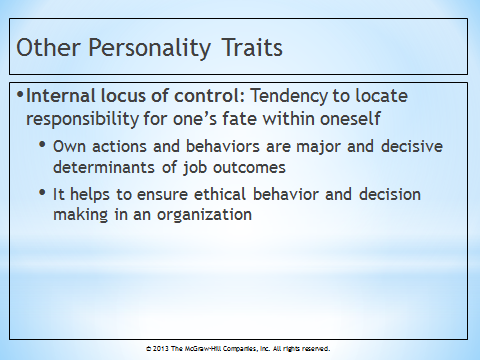 Other Personality Traits
•Internal locus of control: Tendency to locate
responsibility for one's fate within oneself
• Own actions and behaviors are major and decisive
determinants of job outcomes
• It helps to ensure ethical behavior and decision
making in an organization
© 2013 The McGraw-Hill Companies, Inc. All rights reserved.